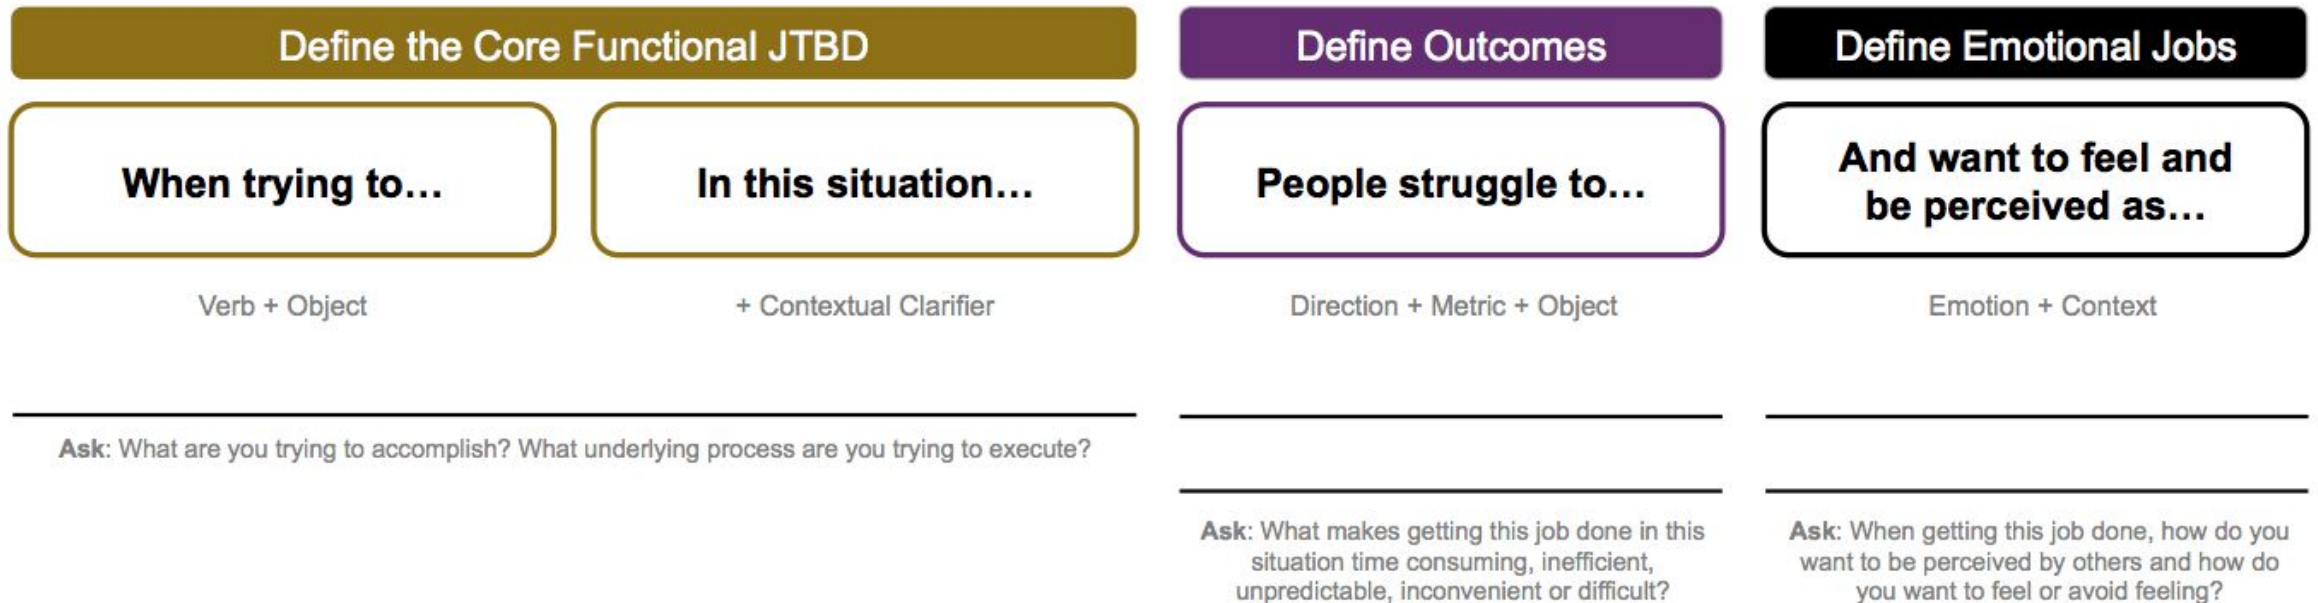 Define the Core Functional JTBD
Define Outcomes
Define Emotional Jobs
When trying to…
In this situation…
People struggle to…
And want to feel and
be perceived as…
Verb + Object
+ Contextual Clarifier
Direction + Metric + Object
Emotion + Context
Ask: What are you trying to accomplish? What underlying process are you trying to execute?
Ask: What makes getting this job done in this
situation time consuming, inefficient,
unpredictable, inconvenient or difficult?
Ask: When getting this job done, how do you
want to be perceived by others and how do
you want to feel or avoid feeling?